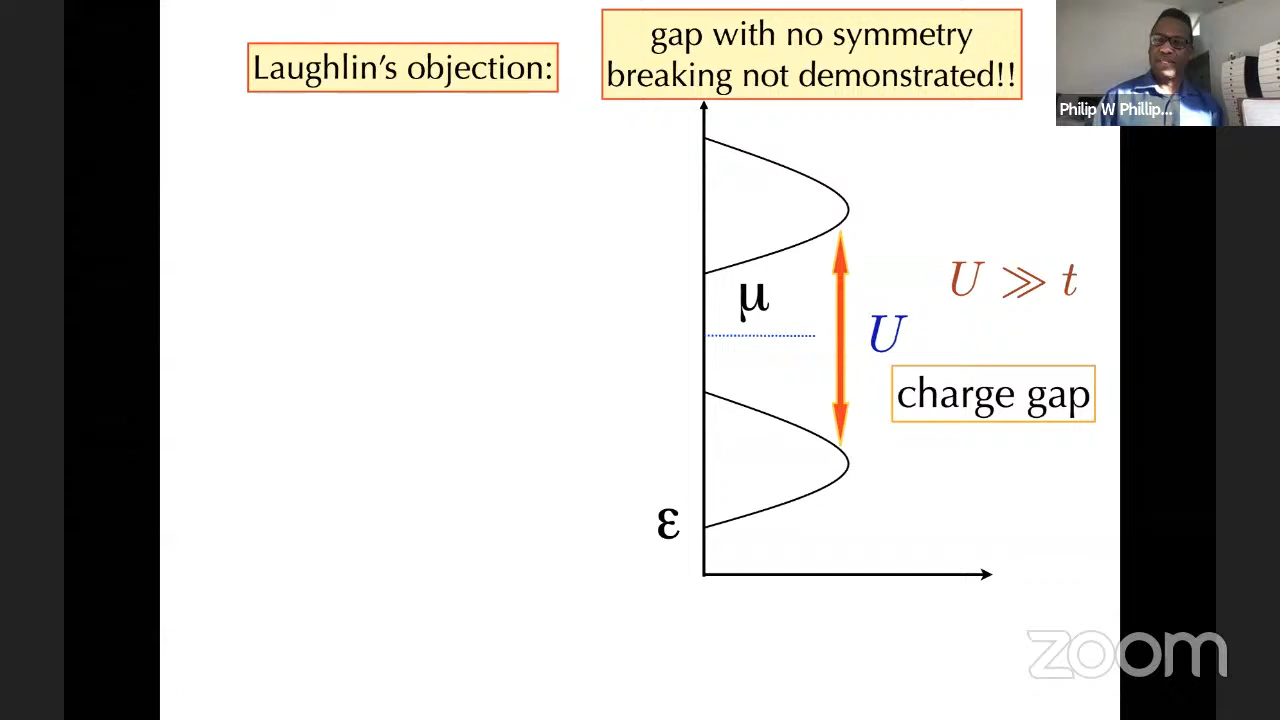 Laughlin's objection:
gap with no symmetry
breaking not demonstrated!!
Philip W Phillip...
μ
U ≫ t
U
charge gap
ε
zoom